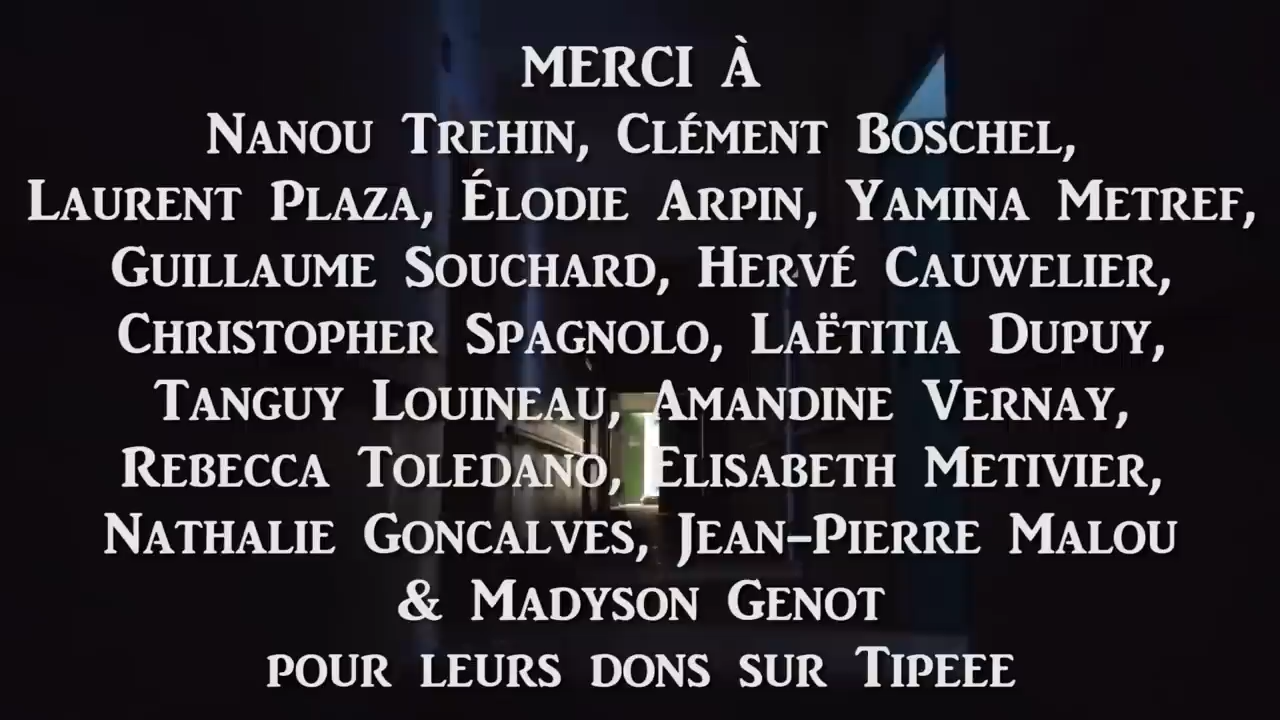 MERCI À
Nanou Trehin, Clément Boschel,
Laurent Plaza, Élodie Arpin, Yamina Metref,
Guillaume Souchard, Hervé Cauwelier,
Christopher Spagnolo, Laëtitia Dupuy,
Tanguy Louineau, Amandine Vernay,
Rebecca Toledano, Elisabeth Metivier,
Nathalie Goncalves, Jean-Pierre Malou
& Madyson Genot
pour leurs dons sur Tipeee